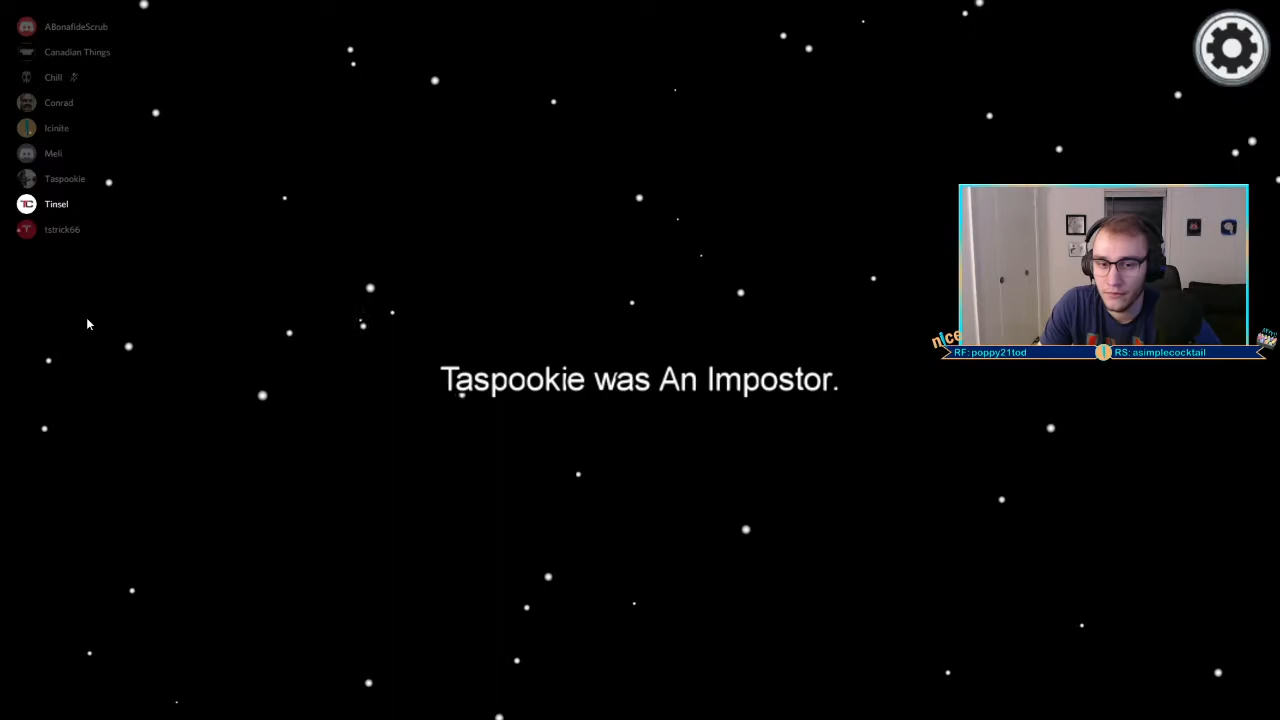 ABonafideScrub
Canadian Things
Chill
Conrad
Icinite
Meli
Taspookie
TC Tinsel
tstrick66
nice
RF: poppy21tod
RS: asimplecocktail
Taspookie was An Impostor.